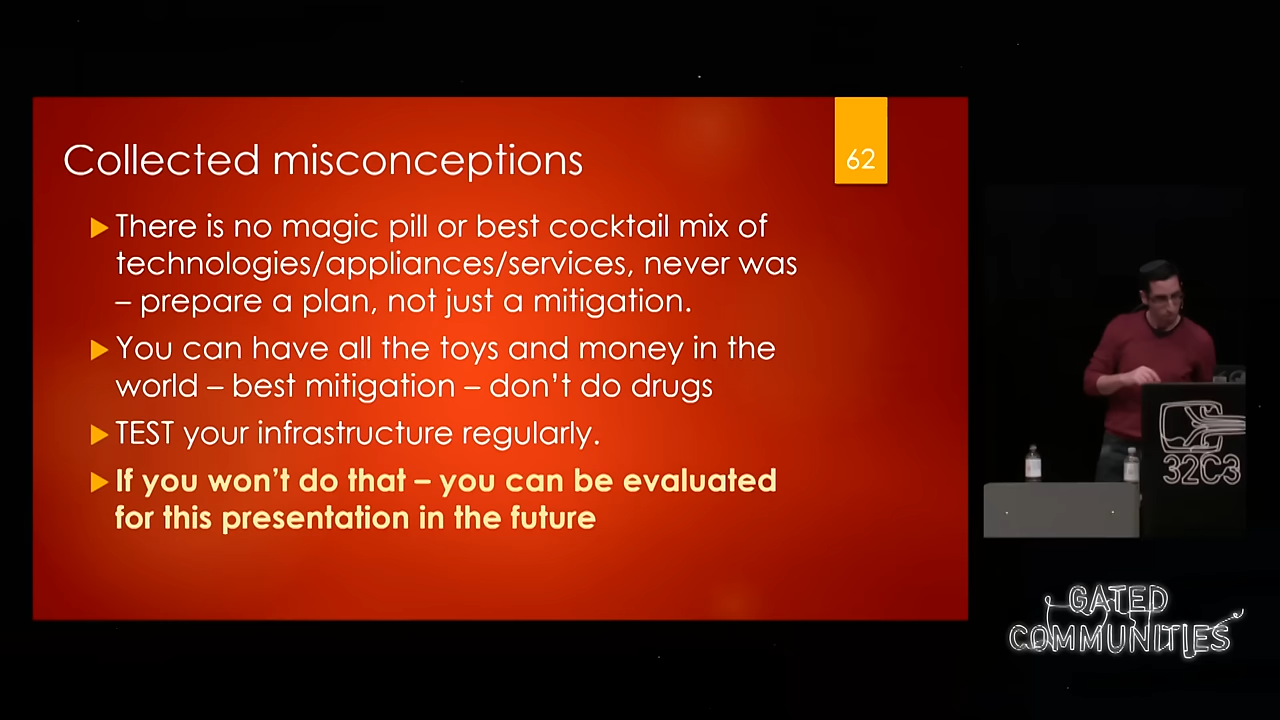 Collected misconceptions
62
There is no magic pill or best cocktail mix of
technologies/appliances/services, never was
– prepare a plan, not just a mitigation.
You can have all the toys and money in the
world – best mitigation – don't do drugs
TEST your infrastructure regularly.
If you won't do that – you can be evaluated
for this presentation in the future
32C3
GATED
COMMUNITIES